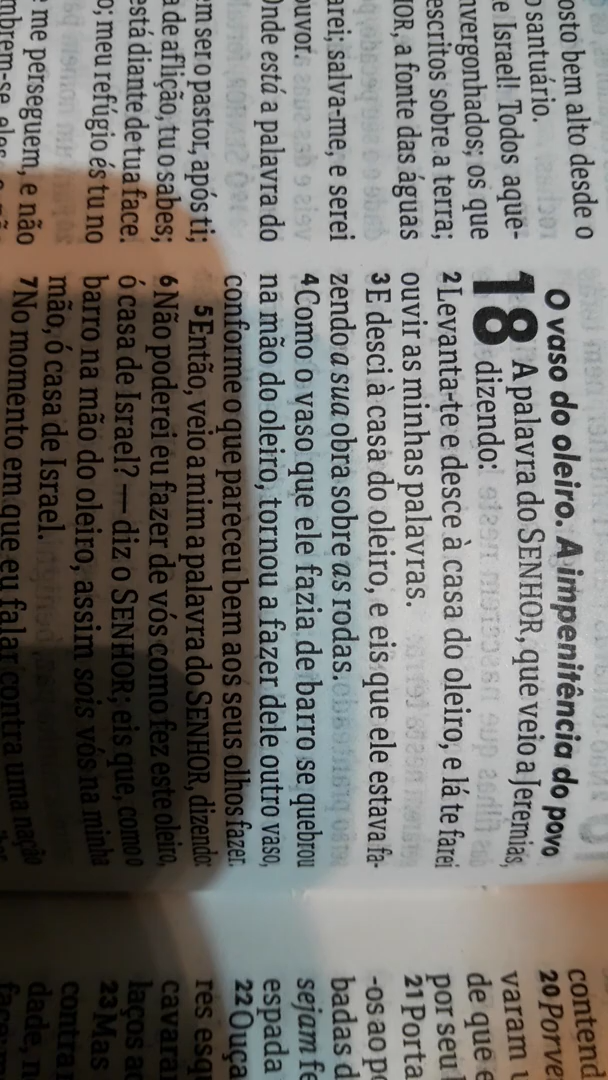 osto bem alto desde o
o santuário.
e Israel! Todos aque-
nvergonhados; os que
escritos sobre a terra;
HOR, a fonte das águas
arei; salva-me, e serei
ouvor.
Onde está a palavra do
em ser o pastor, após ti;
a de aflição, tu o sabes;
está diante de tua face.
o; meu refúgio és tu no
e me perseguem, e não
O vaso do oleiro. A impenitência do povo
18 A palavra do SENHOR, que veio a Jeremias,
dizendo:
2 Levanta-te e desce à casa do oleiro, e lá te farei
ouvir as minhas palavras.
3 E desci à casa do oleiro, e eis que ele estava fa-
zendo a sua obra sobre as rodas.
4 Como o vaso que ele fazia de barro se quebrou
na mão do oleiro, tornou a fazer dele outro vaso,
conforme o que pareceu bem aos seus olhos fazer.
5 Então, veio a mim a palavra do SENHOR, dizendo:
6 Não poderei eu fazer de vós como fez este oleiro,
ó casa de Israel? — diz o SENHOR; eis que, como o
barro na mão do oleiro, assim sois vós na minha
mão, ó casa de Israel.
7 No momento em que eu falar contra uma nação
contend
20 Porve
varam u
de que e
por seu
21 Porta
-os ao po
badas d
sejam fe
espada
22 Ouça
res esqu
cavara
laços ao
23 Mas
contra
dade, n